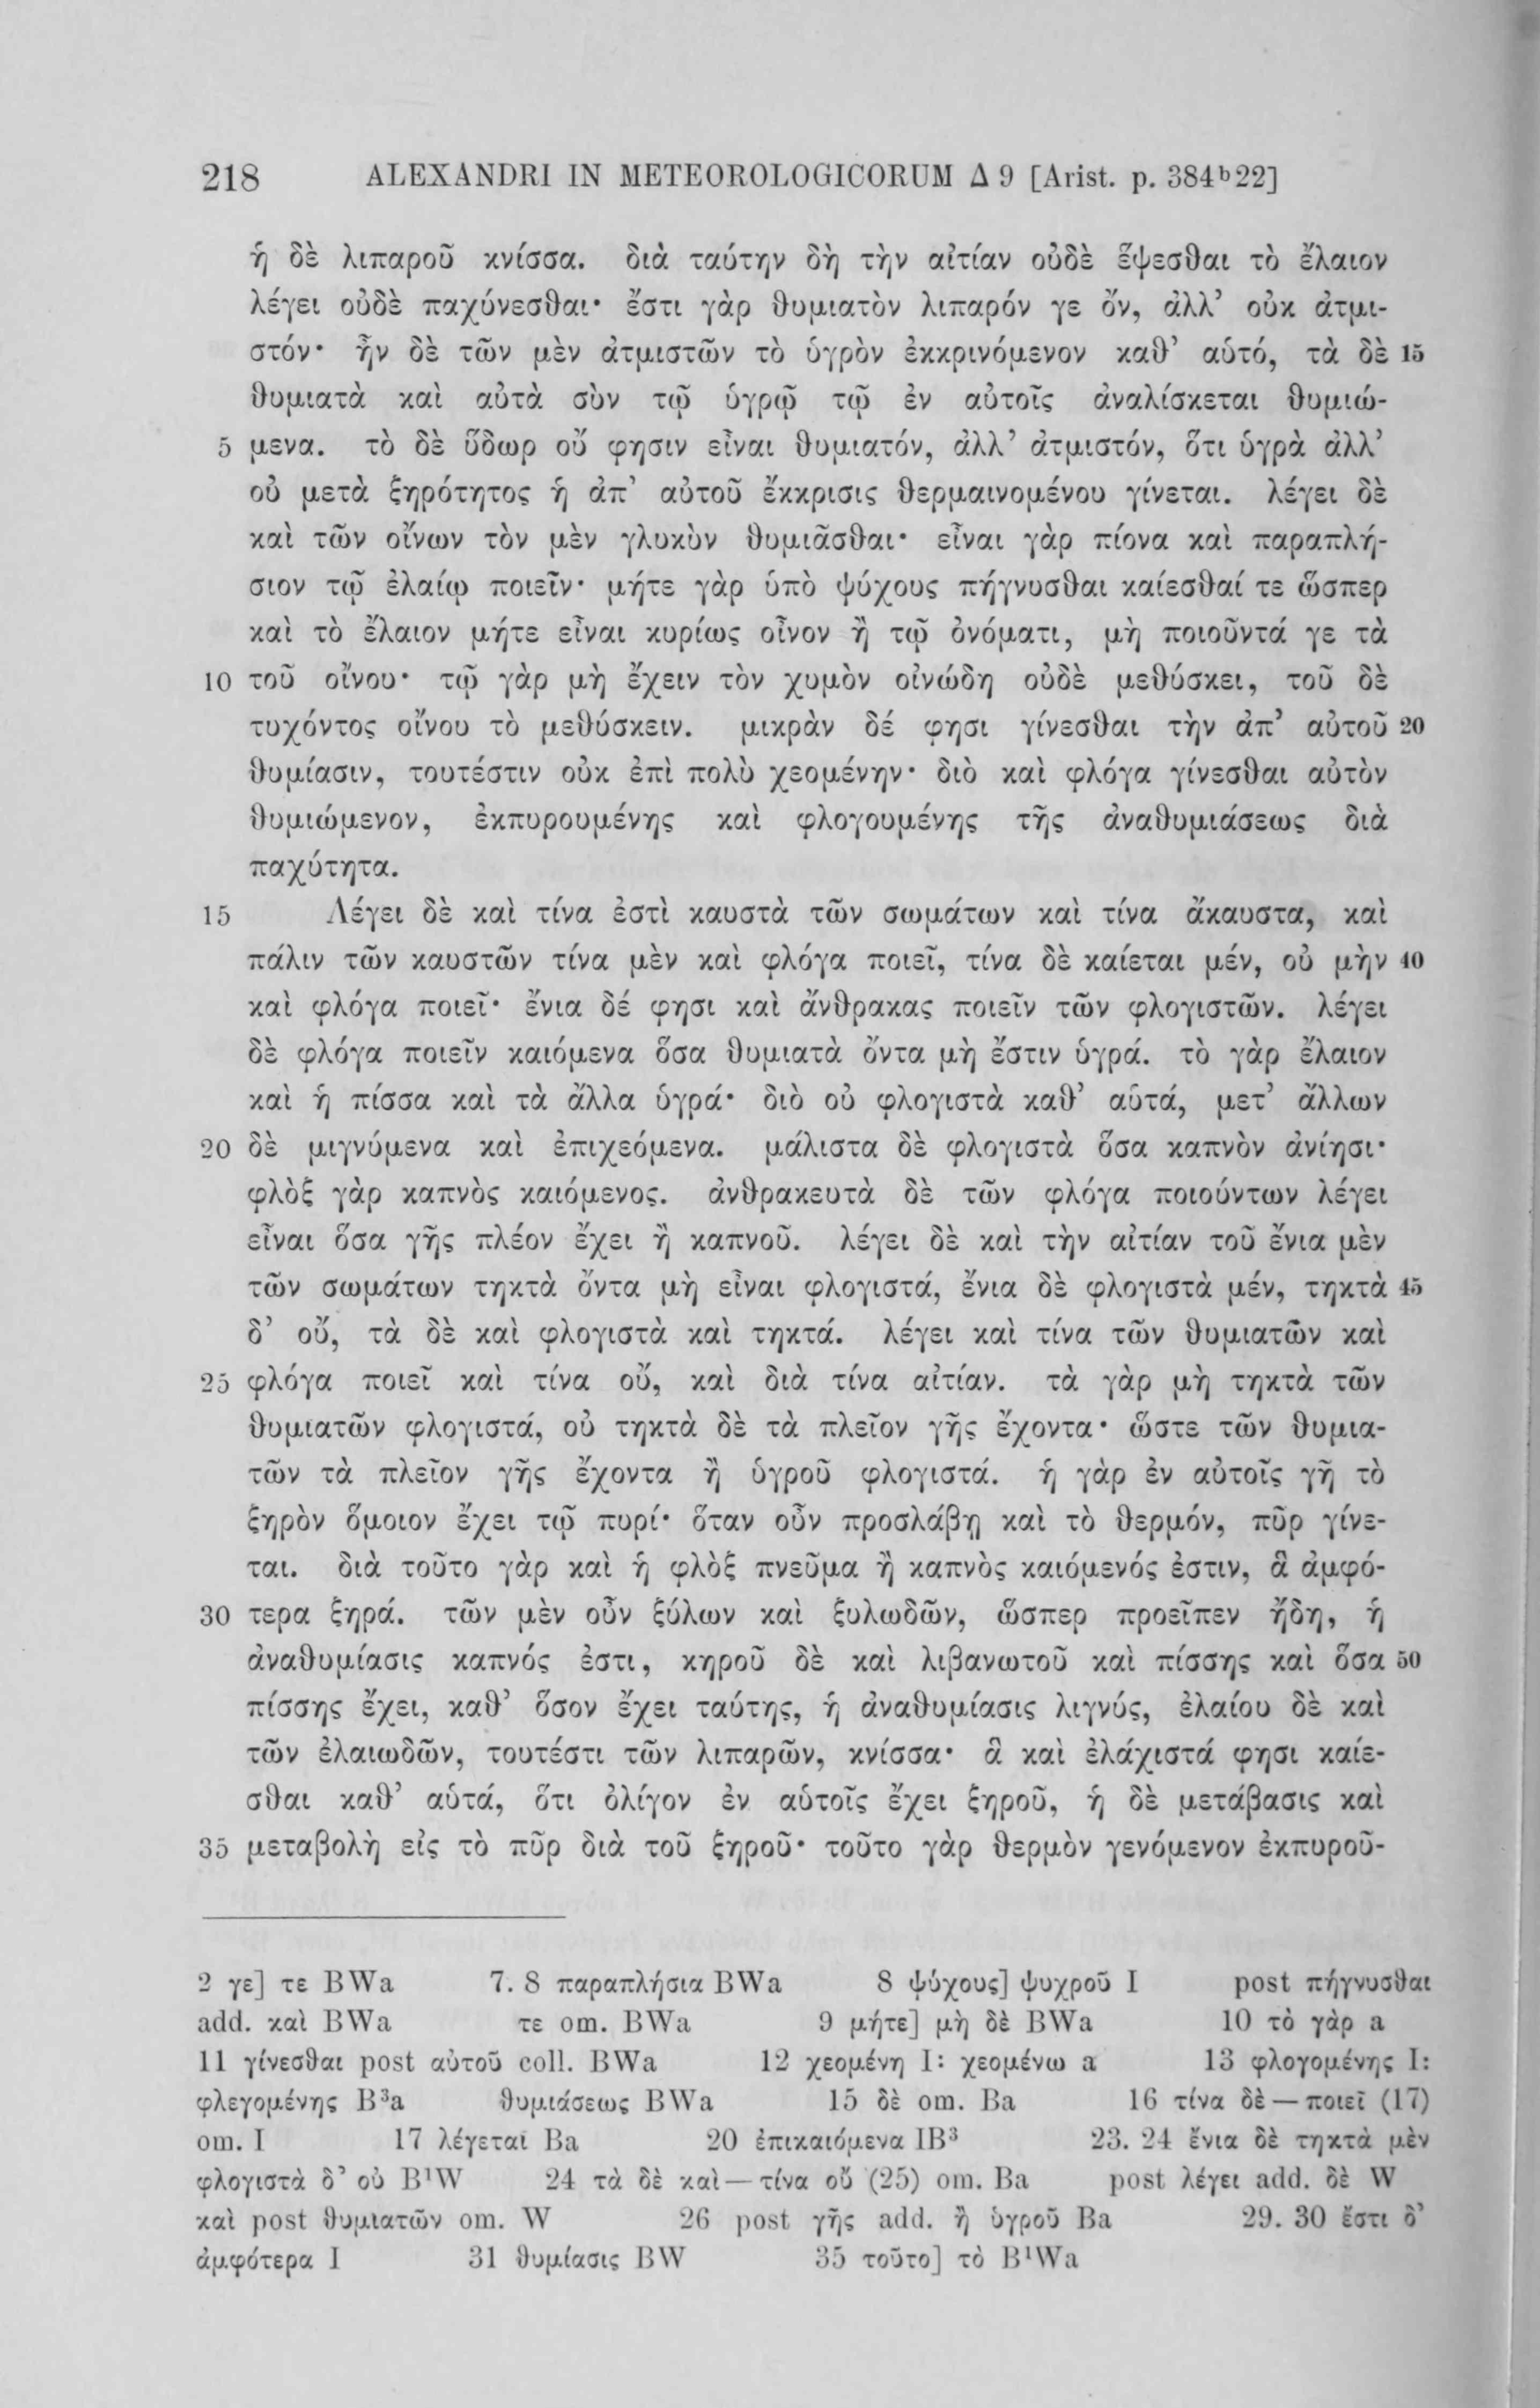 218 ALEXANDRI IN METEOROLOGICORUM Δ 9 [Arist. p. 384ᵇ22]
ἡ δὲ λιπαροῦ κνίσσα. διὰ ταύτην δὴ τὴν αἰτίαν οὐδὲ ἕψεσθαι τὸ ἔλαιον
λέγει οὐδὲ παχύνεσθαι· ἔστι γὰρ θυμιατὸν λιπαρόν γε ὄν, ἀλλ’ οὐκ ἀτμι-
στόν· ἦν δὲ τῶν μὲν ἀτμιστῶν τὸ ὑγρὸν ἐκκρινόμενον καθ’ αὑτό, τὰ δὲ 15
θυμιατὰ καὶ αὐτὰ σὺν τῷ ὑγρῷ τῷ ἐν αὐτοῖς ἀναλίσκεται θυμιώ-
5 μενα. τὸ δὲ ὕδωρ οὔ φησιν εἶναι θυμιατόν, ἀλλ’ ἀτμιστόν, ὅτι ὑγρὰ ἀλλ’
οὐ μετὰ ξηρότητος ἡ ἀπ’ αὐτοῦ ἔκκρισις θερμαινομένου γίνεται. λέγει δὲ
καὶ τῶν οἴνων τὸν μὲν γλυκὺν θυμιᾶσθαι· εἶναι γὰρ πίονα καὶ παραπλή-
σιον τῷ ἐλαίῳ ποιεῖν· μήτε γὰρ ὑπὸ ψύχους πήγνυσθαι καίεσθαί τε ὥσπερ
καὶ τὸ ἔλαιον μήτε εἶναι κυρίως οἶνον ἢ τῷ ὀνόματι, μὴ ποιοῦντά γε τὰ
10 τοῦ οἴνου· τῷ γὰρ μὴ ἔχειν τὸν χυμὸν οἰνώδη οὐδὲ μεθύσκει, τοῦ δὲ
τυχόντος οἴνου τὸ μεθύσκειν. μικρὰν δέ φησι γίνεσθαι τὴν ἀπ’ αὐτοῦ 20
θυμίασιν, τουτέστιν οὐκ ἐπὶ πολὺ χεομένην· διὸ καὶ φλόγα γίνεσθαι αὐτὸν
θυμιώμενον, ἐκπυρουμένης καὶ φλογουμένης τῆς ἀναθυμιάσεως διὰ
παχύτητα.
15 Λέγει δὲ καὶ τίνα ἐστὶ καυστὰ τῶν σωμάτων καὶ τίνα ἄκαυστα, καὶ
πάλιν τῶν καυστῶν τίνα μὲν καὶ φλόγα ποιεῖ, τίνα δὲ καίεται μέν, οὐ μὴν 40
καὶ φλόγα ποιεῖ· ἔνια δέ φησι καὶ ἄνθρακας ποιεῖν τῶν φλογιστῶν. λέγει
δὲ φλόγα ποιεῖν καιόμενα ὅσα θυμιατὰ ὄντα μὴ ἔστιν ὑγρά. τὸ γὰρ ἔλαιον
καὶ ἡ πίσσα καὶ τὰ ἄλλα ὑγρά· διὸ οὐ φλογιστὰ καθ’ αὑτά, μετ’ ἄλλων
20 δὲ μιγνύμενα καὶ ἐπιχεόμενα. μάλιστα δὲ φλογιστὰ ὅσα καπνὸν ἀνίησι·
φλὸξ γὰρ καπνὸς καιόμενος. ἀνθρακευτὰ δὲ τῶν φλόγα ποιούντων λέγει
εἶναι ὅσα γῆς πλέον ἔχει ἢ καπνοῦ. λέγει δὲ καὶ τὴν αἰτίαν τοῦ ἔνια μὲν
τῶν σωμάτων τηκτὰ ὄντα μὴ εἶναι φλογιστά, ἔνια δὲ φλογιστὰ μέν, τηκτὰ 45
δ’ οὔ, τὰ δὲ καὶ φλογιστὰ καὶ τηκτά. λέγει καὶ τίνα τῶν θυμιατῶν καὶ
25 φλόγα ποιεῖ καὶ τίνα οὔ, καὶ διὰ τίνα αἰτίαν. τὰ γὰρ μὴ τηκτὰ τῶν
θυμιατῶν φλογιστά, οὐ τηκτὰ δὲ τὰ πλεῖον γῆς ἔχοντα· ὥστε τῶν θυμια-
τῶν τὰ πλεῖον γῆς ἔχοντα ἢ ὑγροῦ φλογιστά. ἡ γὰρ ἐν αὐτοῖς γῆ τὸ
ξηρὸν ὅμοιον ἔχει τῷ πυρί· ὅταν οὖν προσλάβῃ καὶ τὸ θερμόν, πῦρ γίνε-
ται. διὰ τοῦτο γὰρ καὶ ἡ φλὸξ πνεῦμα ἢ καπνὸς καιόμενός ἐστιν, ἃ ἀμφό-
30 τερα ξηρά. τῶν μὲν οὖν ξύλων καὶ ξυλωδῶν, ὥσπερ προεῖπεν ἤδη, ἡ
ἀναθυμίασις καπνός ἐστι, κηροῦ δὲ καὶ λιβανωτοῦ καὶ πίσσης καὶ ὅσα 50
πίσσης ἔχει, καθ’ ὅσον ἔχει ταύτης, ἡ ἀναθυμίασις λιγνύς, ἐλαίου δὲ καὶ
τῶν ἐλαιωδῶν, τουτέστι τῶν λιπαρῶν, κνίσσα· ἃ καὶ ἐλάχιστά φησι καίε-
σθαι καθ’ αὑτά, ὅτι ὀλίγον ἐν αὑτοῖς ἔχει ξηροῦ, ἡ δὲ μετάβασις καὶ
35 μεταβολὴ εἰς τὸ πῦρ διὰ τοῦ ξηροῦ· τοῦτο γὰρ θερμὸν γενόμενον ἐκπυροῦ-
2 γε] τε BWa 7. 8 παραπλήσια BWa 8 ψύχους] ψυχροῦ I post πήγνυσθαι
add. καὶ BWa τε om. BWa 9 μήτε] μὴ δὲ BWa 10 τὸ γὰρ a
11 γίνεσθαι post αὐτοῦ coll. BWa 12 χεομένη I: χεομένω a 13 φλογομένης I:
φλεγομένης B³a θυμιάσεως BWa 15 δὲ om. Ba 16 τίνα δὲ — ποιεῖ (17)
om. I 17 λέγεται Ba 20 ἐπικαιόμενα IB³ 23. 24 ἔνια δὲ τηκτὰ μὲν
φλογιστὰ δ’ οὐ B¹W 24 τὰ δὲ καὶ — τίνα οὔ (25) om. Ba post λέγει add. δὲ W
καὶ post θυμιατῶν om. W 26 post γῆς add. ἢ ὑγροῦ Ba 29. 30 ἔστι δ’
ἀμφότερα I 31 θυμίασις BW 35 τοῦτο] τὸ B¹Wa